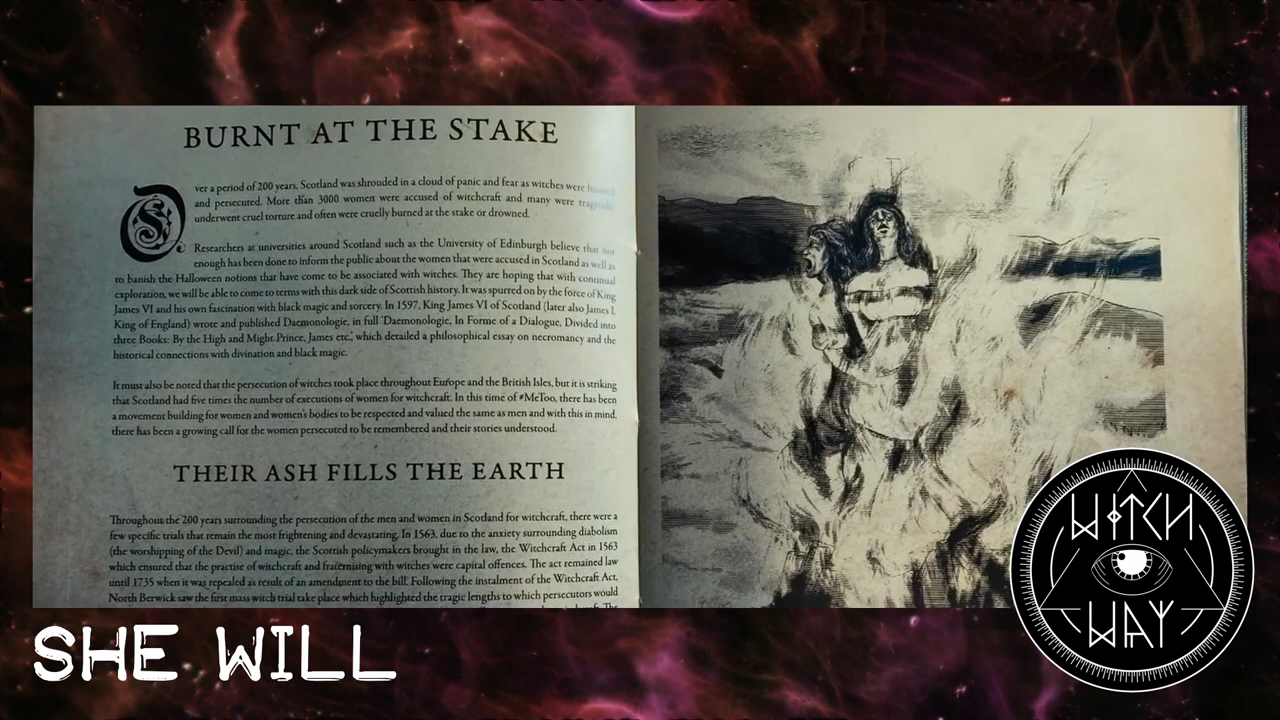 BURNT AT THE STAKE
Over a period of 200 years, Scotland was shrouded in a cloud of panic and fear as witches were hunted
and persecuted. More than 3000 women were accused of witchcraft and many were tragically
underwent cruel torture and often were cruelly burned at the stake or drowned.
Researchers at universities around Scotland such as the University of Edinburgh believe that not
enough has been done to inform the public about the women that were accused in Scotland as well as
to banish the Halloween notions that have come to be associated with witches. They are hoping that with continual
exploration, we will be able to come to terms with this dark side of Scottish history. It was spurred on by the force of King
James VI and his own fascination with black magic and sorcery. In 1597, King James VI of Scotland (later also James I,
King of England) wrote and published Daemonologie, in full 'Daemonologie, In Forme of a Dialogue, Divided into
three Books: By the High and Might Prince, James etc.', which detailed a philosophical essay on necromancy and the
historical connections with divination and black magic.
It must also be noted that the persecution of witches took place throughout Europe and the British Isles, but it is striking
that Scotland had five times the number of executions of women for witchcraft. In this time of #MeToo, there has been
a movement building for women and women's bodies to be respected and valued the same as men and with this in mind,
there has been a growing call for the women persecuted to be remembered and their stories understood.
THEIR ASH FILLS THE EARTH
Throughout the 200 years surrounding the persecution of the men and women in Scotland for witchcraft, there were a
few specific trials that remain the most frightening and devastating. In 1563, due to the anxiety surrounding diabolism
(the worshipping of the Devil) and magic, the Scottish policymakers brought in the law, the Witchcraft Act in 1563
which ensured that the practise of witchcraft and fraternising with witches were capital offences. The act remained law
until 1735 when it was repealed as result of an amendment to the bill. Following the instalment of the Witchcraft Act,
North Berwick saw the first mass witch trial take place which highlighted the tragic lengths to which persecutors would
The
SHE WILL
WITCH
WAY